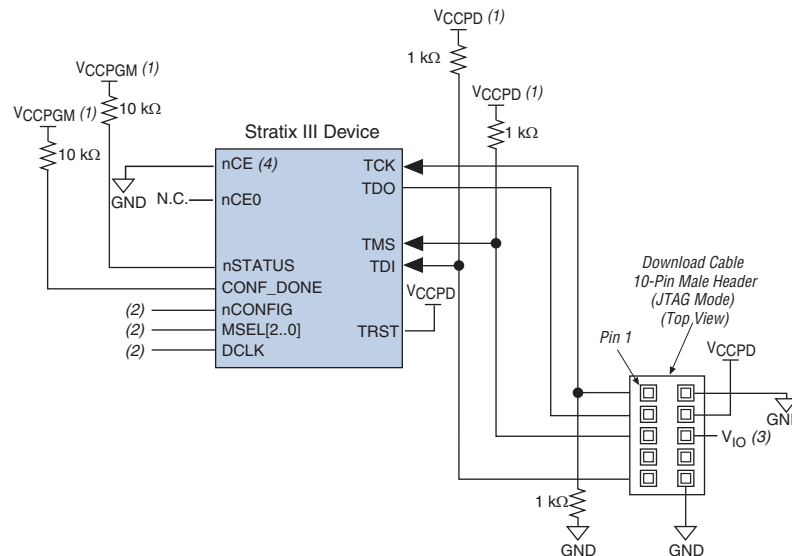 VCCPD (1)
1 kΩ
VCCPGM (1)
10 kΩ
VCCPD (1)
1 kΩ
VCCPGM (1)
10 kΩ
Stratix III Device
nCE (4)
TCK
GND
TDO
N.C.
nCE0
TMS
nSTATUS
TDI
CONF_DONE
VCCPD
(2)
nCONFIG
(2)
MSEL[2..0]
TRST
(2)
DCLK
Download Cable
10-Pin Male Header
(JTAG Mode)
(Top View)
Pin 1
VCCPD
GND
VIO (3)
1 kΩ
GND
GND